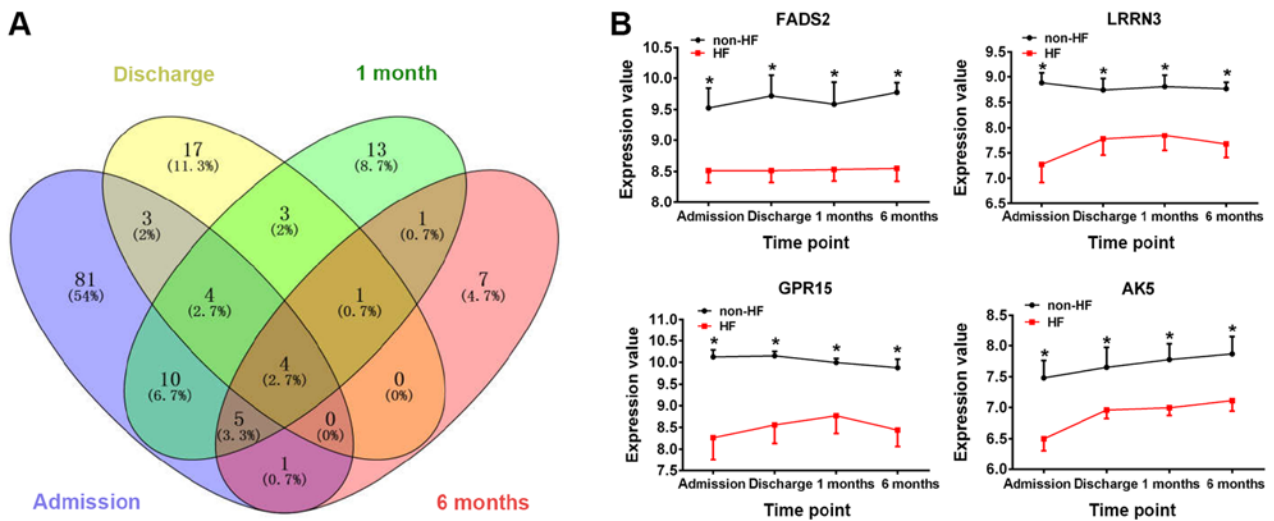 A
Discharge
1 month
17
(11.3%)
13
(8.7%)
3
(2%)
3
(2%)
1
(0.7%)
81
(54%)
4
(2.7%)
1
(0.7%)
7
(4.7%)
4
(2.7%)
10
(6.7%)
0
(0%)
5
(3.3%)
0
(0%)
1
(0.7%)
Admission
6 months
B
FADS2
non-HF
HF
Expression value
10.5
10.0
9.5
9.0
8.5
8.0
* * * *
Admission Discharge 1 months 6 months
Time point
LRRN3
non-HF
HF
Expression value
9.5
9.0
8.5
8.0
7.5
7.0
6.5
* * * *
Admission Discharge 1 months 6 months
Time point
GPR15
non-HF
HF
Expression value
11.0
10.5
10.0
9.5
9.0
8.5
8.0
7.5
* * * *
Admission Discharge 1 months 6 months
Time point
AK5
non-HF
HF
Expression value
8.5
8.0
7.5
7.0
6.5
6.0
* * * *
Admission Discharge 1 months 6 months
Time point